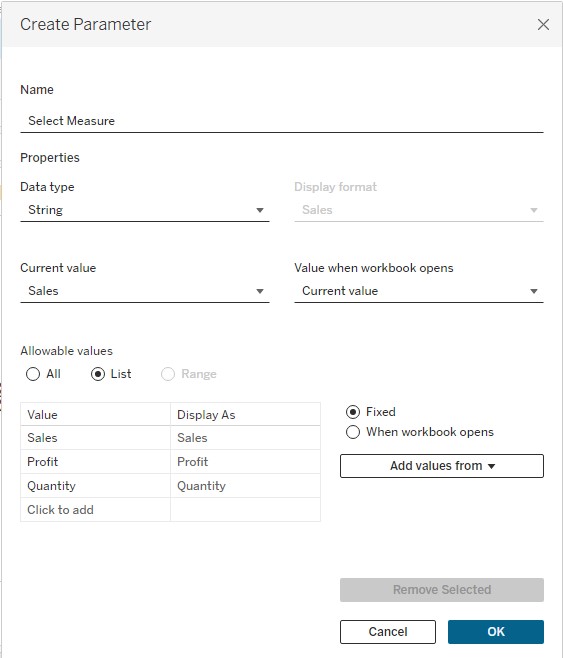 Create Parameter
Name
Select Measure
Properties
Data type
Display format
String
Sales
Current value
Value when workbook opens
Sales
Current value
Allowable values
All
List
Range
Value
Display As
Sales
Sales
Profit
Profit
Quantity
Quantity
Click to add
Fixed
When workbook opens
Add values from
Remove Selected
Cancel
OK